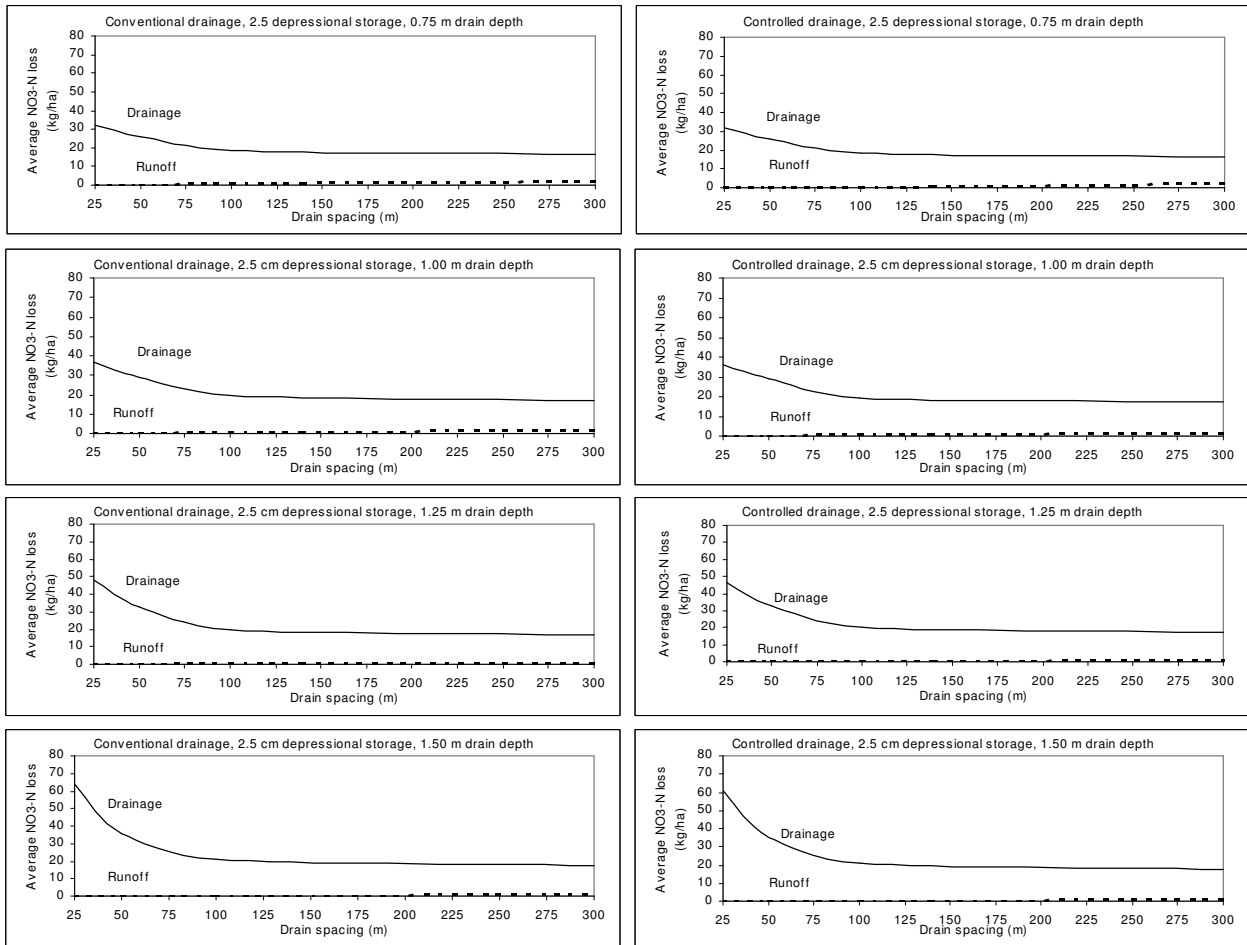 Conventional drainage, 2.5 depressional storage, 0.75 m drain depth
Average NO3-N loss
(kg/ha)
80
70
60
50
40
30
20
10
0
Drainage
Runoff
25 50 75 100 125 150 175 200 225 250 275 300
Drain spacing (m)
Controlled drainage, 2.5 depressional storage, 0.75 m drain depth
Average NO3-N loss
(kg/ha)
80
70
60
50
40
30
20
10
0
Drainage
Runoff
25 50 75 100 125 150 175 200 225 250 275 300
Drain spacing (m)
Conventional drainage, 2.5 cm depressional storage, 1.00 m drain depth
Average NO3-N loss
(kg/ha)
80
70
60
50
40
30
20
10
0
Drainage
Runoff
25 50 75 100 125 150 175 200 225 250 275 300
Drain spacing (m)
Controlled drainage, 2.5 cm depressional storage, 1.00 m drain depth
Average NO3-N loss
(kg/ha)
80
70
60
50
40
30
20
10
0
Drainage
Runoff
25 50 75 100 125 150 175 200 225 250 275 300
Drain spacing (m)
Conventional drainage, 2.5 cm depressional storage, 1.25 m drain depth
Average NO3-N loss
(kg/ha)
80
70
60
50
40
30
20
10
0
Drainage
Runoff
25 50 75 100 125 150 175 200 225 250 275 300
Drain spacing (m)
Controlled drainage, 2.5 depressional storage, 1.25 m drain depth
Average NO3-N loss
(kg/ha)
80
70
60
50
40
30
20
10
0
Drainage
Runoff
25 50 75 100 125 150 175 200 225 250 275 300
Drain spacing (m)
Conventional drainage, 2.5 cm depressional storage, 1.50 m drain depth
Average NO3-N loss
(kg/ha)
80
70
60
50
40
30
20
10
0
Drainage
Runoff
25 50 75 100 125 150 175 200 225 250 275 300
Drain spacing (m)
Controlled drainage, 2.5 cm depressional storage, 1.50 m drain depth
Average NO3-N loss
(kg/ha)
80
70
60
50
40
30
20
10
0
Drainage
Runoff
25 50 75 100 125 150 175 200 225 250 275 300
Drain spacing (m)